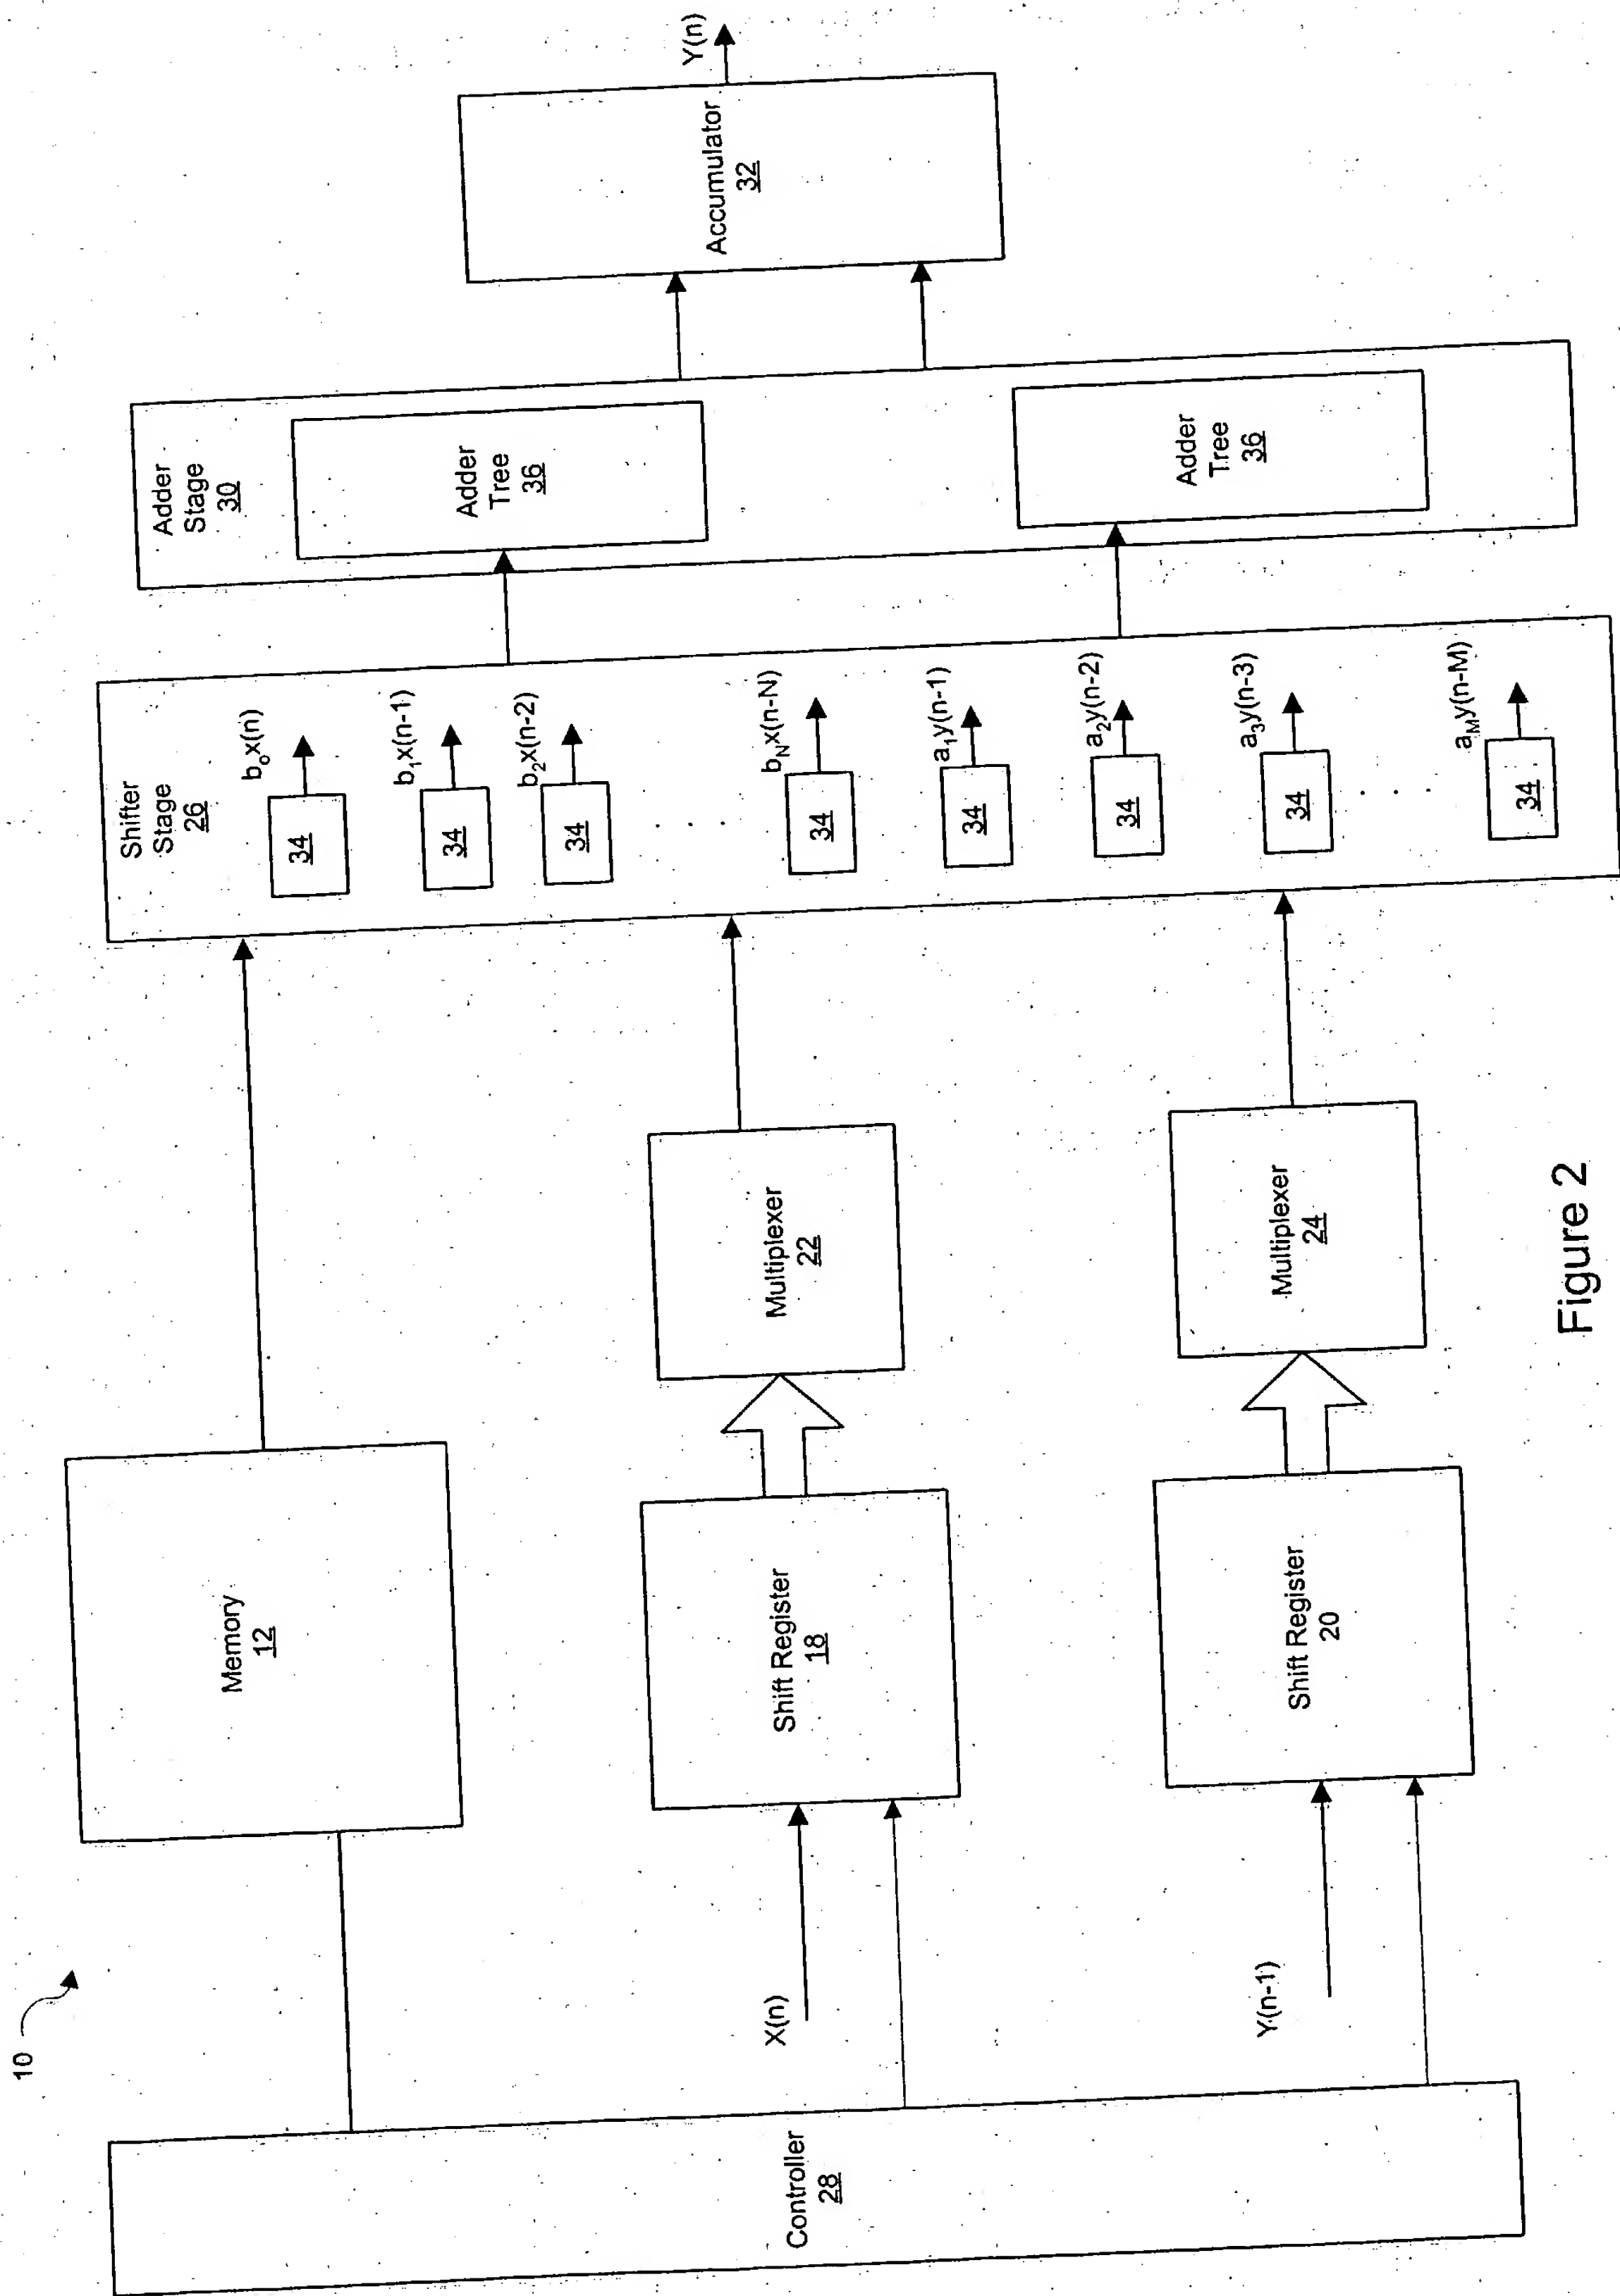 10
Controller
28
Memory
12
X(n)
Shift Register
18
Y(n-1)
Shift Register
20
Multiplexer
22
Multiplexer
24
Shifter
Stage
26
b₀x(n)
34
b₁x(n-1)
34
b₂x(n-2)
34
. . .
b_Nx(n-N)
34
a₁y(n-1)
34
a₂y(n-2)
34
a₃y(n-3)
34
. . .
a_My(n-M)
34
Adder
Stage
30
Adder
Tree
36
Adder
Tree
36
Accumulator
32
Y(n)
Figure 2